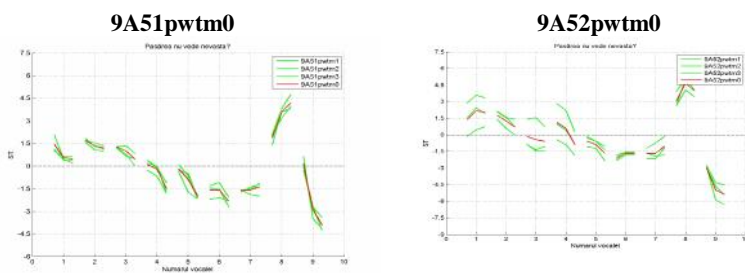 9A51pwtm0
Pasărea nu vede nevasta?
9A51pwtm1
9A51pwtm2
9A51pwtm3
9A51pwtm0
7.5
6
4.5
3
1.5
0
-1.5
-3
-4.5
-6
ST
0 1 2 3 4 5 6 7 8 9 10
Numarul vocalei
9A52pwtm0
Pasărea nu vede nevasta?
9A52pwtm1
9A52pwtm2
9A52pwtm3
9A52pwtm0
7.5
6
4.5
3
1.5
0
-1.5
-3
-4.5
-6
-7.5
-9
ST
0 1 2 3 4 5 6 7 8 9
Numarul vocalei